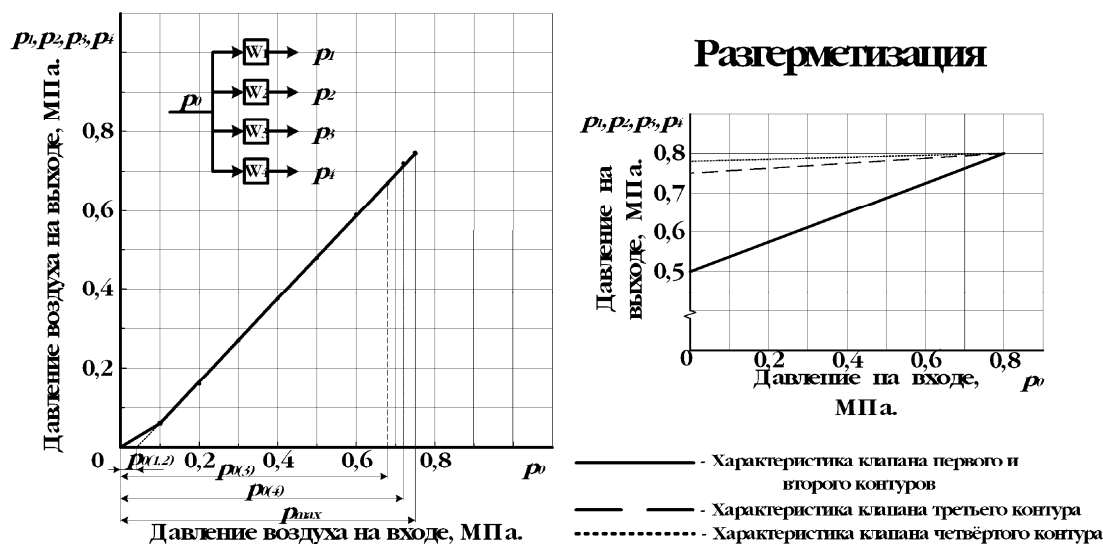 p1,p2,p3,p4
Давление воздуха на выходе, МПа.
0,8
0,6
0,4
0,2
0
p0
W1
p1
W2
p2
W3
p3
W4
p4
p0(1,2)
0,2
0,4
0,6
0,8
p0
p0(3)
p0(4)
pmax
Давление воздуха на входе, МПа.
Разгерметизация
p1,p2,p3,p4
Давление на
выходе, МПа.
0,8
0,7
0,6
0,5
0
0,2
0,4
0,6
0,8
Давление на входе,
МПа.
p0
- Характеристика клапана первого и
второго контуров
- Характеристика клапана третьего контура
- Характеристика клапана четвёртого контура